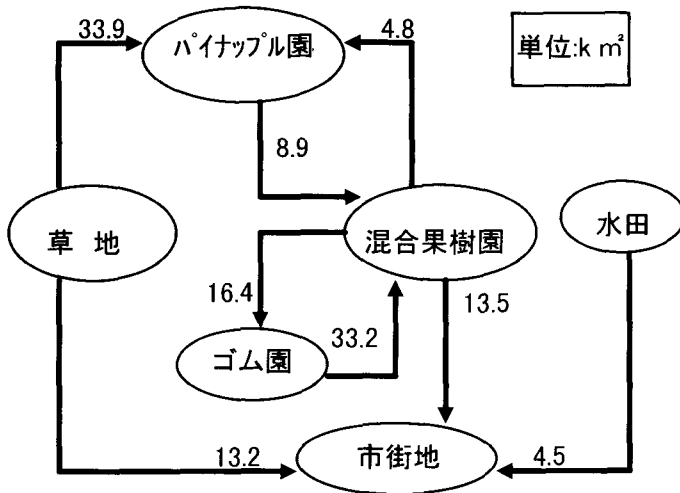 33.9
パイナップル園
4.8
単位:k㎡
8.9
草 地
混合果樹園
水田
16.4
ゴム園
33.2
13.5
13.2
市街地
4.5